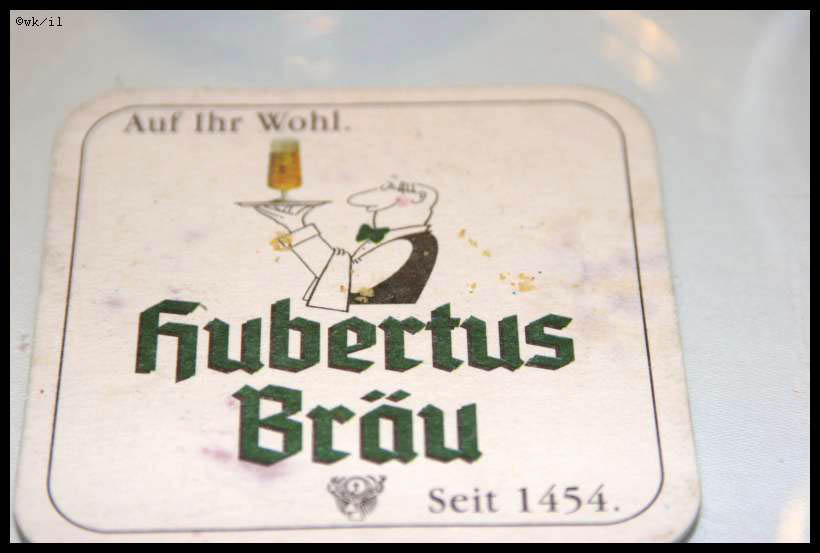 ©wk/il
Auf Ihr Wohl.
Hubertus
Bräu
Seit 1454.